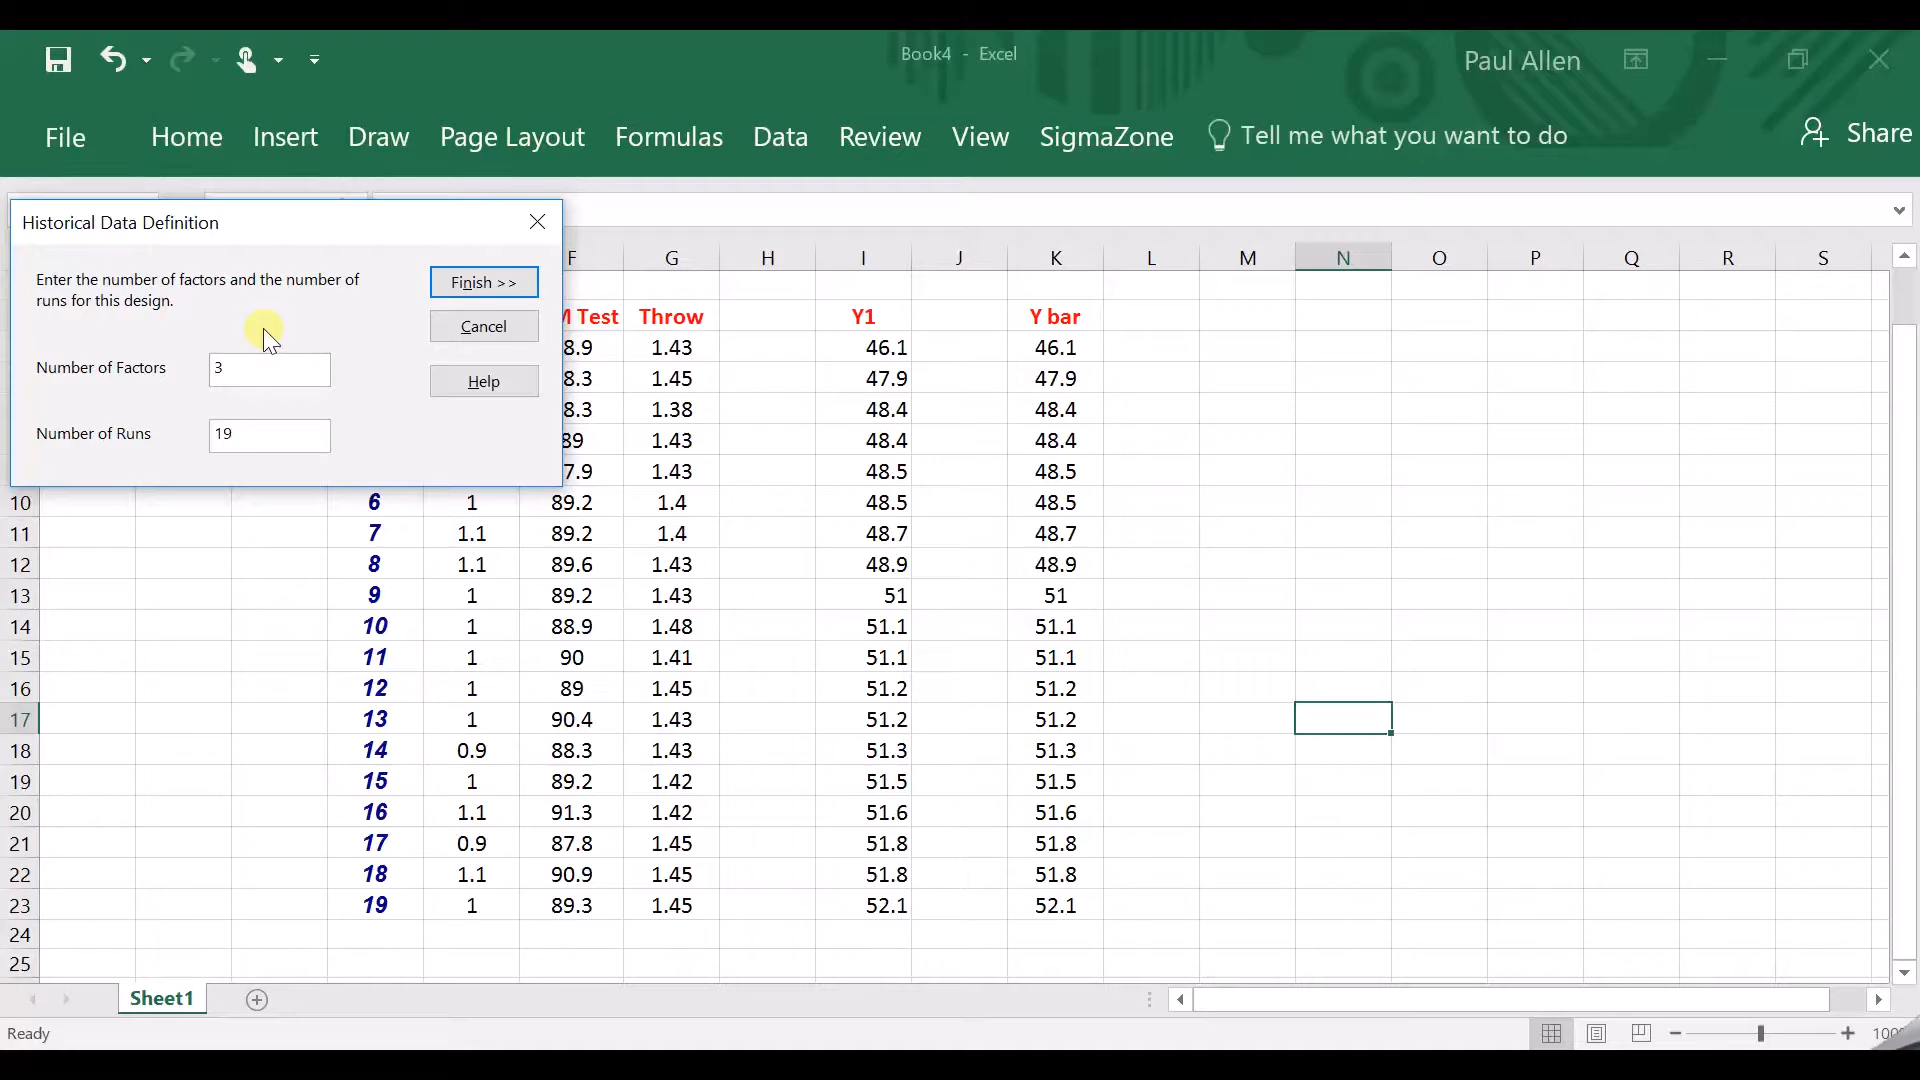 Book4 - Excel
Paul Allen
File Home Insert Draw Page Layout Formulas Data Review View SigmaZone Tell me what you want to do Share
Historical Data Definition
Enter the number of factors and the number of
runs for this design.
Finish >>
Cancel
Number of Factors 3
Help
Number of Runs 19
F G H I J K L M N O P Q R S
M Test Throw Y1 Y bar
8.9 1.43 46.1 46.1
8.3 1.45 47.9 47.9
8.3 1.38 48.4 48.4
89 1.43 48.4 48.4
7.9 1.43 48.5 48.5
10 6 1 89.2 1.4 48.5 48.5
11 7 1.1 89.2 1.4 48.7 48.7
12 8 1.1 89.6 1.43 48.9 48.9
13 9 1 89.2 1.43 51 51
14 10 1 88.9 1.48 51.1 51.1
15 11 1 90 1.41 51.1 51.1
16 12 1 89 1.45 51.2 51.2
17 13 1 90.4 1.43 51.2 51.2
18 14 0.9 88.3 1.43 51.3 51.3
19 15 1 89.2 1.42 51.5 51.5
20 16 1.1 91.3 1.42 51.6 51.6
21 17 0.9 87.8 1.45 51.8 51.8
22 18 1.1 90.9 1.45 51.8 51.8
23 19 1 89.3 1.45 52.1 52.1
24
25
Sheet1
Ready
100